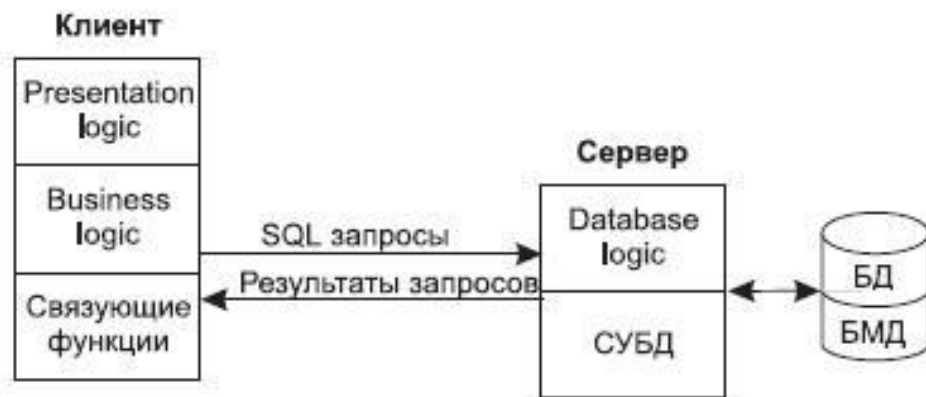 Клиент
Presentation
logic
Business
logic
Связующие
функции
SQL запросы
Результаты запросов
Сервер
Database
logic
СУБД
БД
БМД